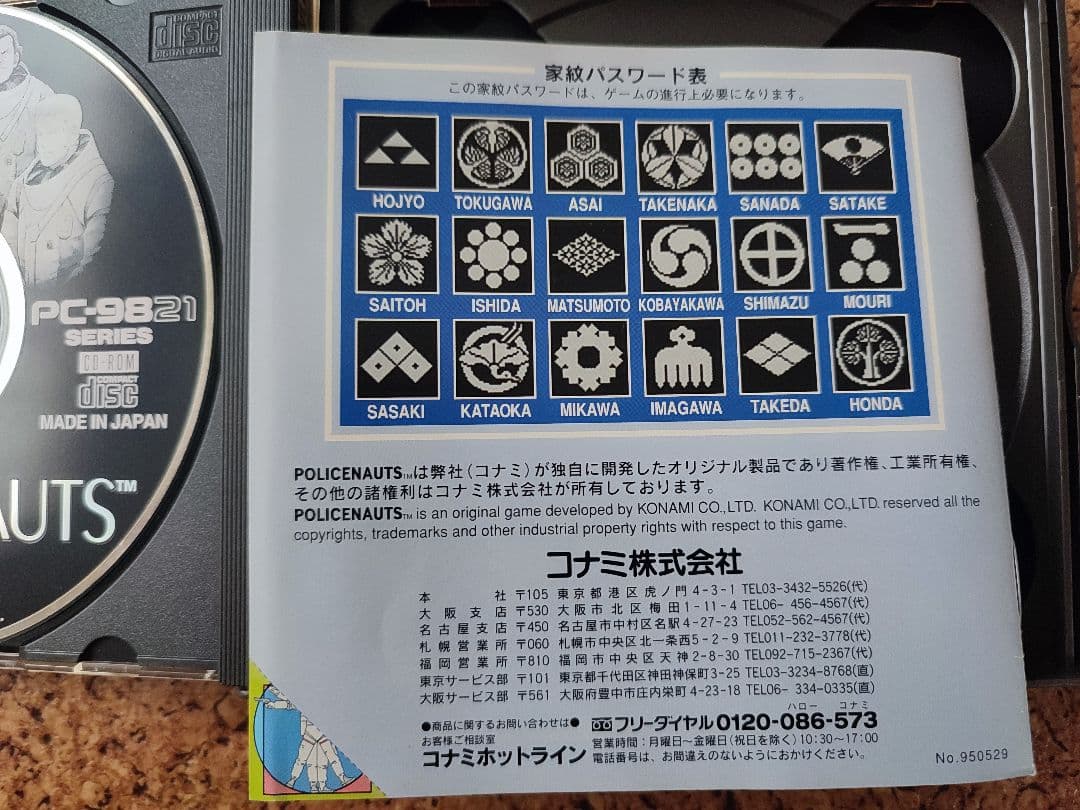 COMPACT
disc
DIGITAL AUDIO
PC-9821
SERIES
CD-ROM
COMPACT
disc
MADE IN JAPAN
AUTS™
家紋パスワード表
この家紋パスワードは、ゲームの進行上必要になります。
HOJYO TOKUGAWA ASAI TAKENAKA SANADA SATAKE
SAITOH ISHIDA MATSUMOTO KOBAYAKAWA SHIMAZU MOURI
SASAKI KATAOKA MIKAWA IMAGAWA TAKEDA HONDA
POLICENAUTS™は弊社(コナミ)が独自に開発したオリジナル製品であり著作権、工業所有権、
その他の諸権利はコナミ株式会社が所有しております。
POLICENAUTS™ is an original game developed by KONAMI CO.,LTD. KONAMI CO.,LTD. reserved all the
copyrights, trademarks and other industrial property rights with respect to this game.
コナミ株式会社
本社 〒105 東京都港区虎ノ門4-3-1 TEL03-3432-5526(代)
大阪支店 〒530 大阪市北区梅田1-11-4 TEL06-456-4567(代)
名古屋支店 〒450 名古屋市中村区名駅4-27-23 TEL052-562-4567(代)
札幌営業所 〒060 札幌市中央区北一条西5-2-9 TEL011-232-3778(代)
福岡営業所 〒810 福岡市中央区天神2-8-30 TEL092-715-2367(代)
東京サービス部 〒101 東京都千代田区神田神保町3-25 TEL03-3234-8768(直)
大阪サービス部 〒561 大阪府豊中市庄内栄町4-23-18 TEL06-334-0335(直)
ハロー コナミ
●商品に関するお問い合わせは● フリーダイヤル0120-086-573
お客様ご相談室
コナミホットライン
営業時間:月曜日~金曜日(祝日を除く)10:30~17:00
電話番号は、お間違えのないようにおかけください。
No.950529